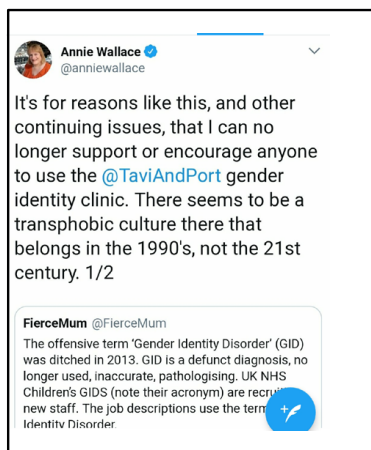 Annie Wallace
@anniewallace
It's for reasons like this, and other
continuing issues, that I can no
longer support or encourage anyone
to use the @TaviAndPort gender
identity clinic. There seems to be a
transphobic culture there that
belongs in the 1990's, not the 21st
century. 1/2
FierceMum @FierceMum
The offensive term 'Gender Identity Disorder' (GID)
was ditched in 2013. GID is a defunct diagnosis, no
longer used, inaccurate, pathologising. UK NHS
Children's GIDS (note their acronym) are
new staff. The job descriptions use the term
Identity Disorder.